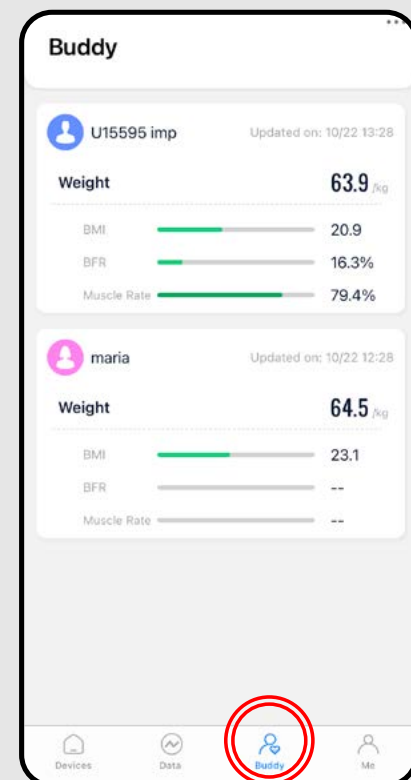 Buddy
U15595 imp Updated on: 10/22 13:28
Weight 63.9 /kg
BMI 20.9
BFR 16.3%
Muscle Rate 79.4%
maria Updated on: 10/22 12:28
Weight 64.5 /kg
BMI 23.1
BFR --
Muscle Rate --
Devices Data Buddy Me